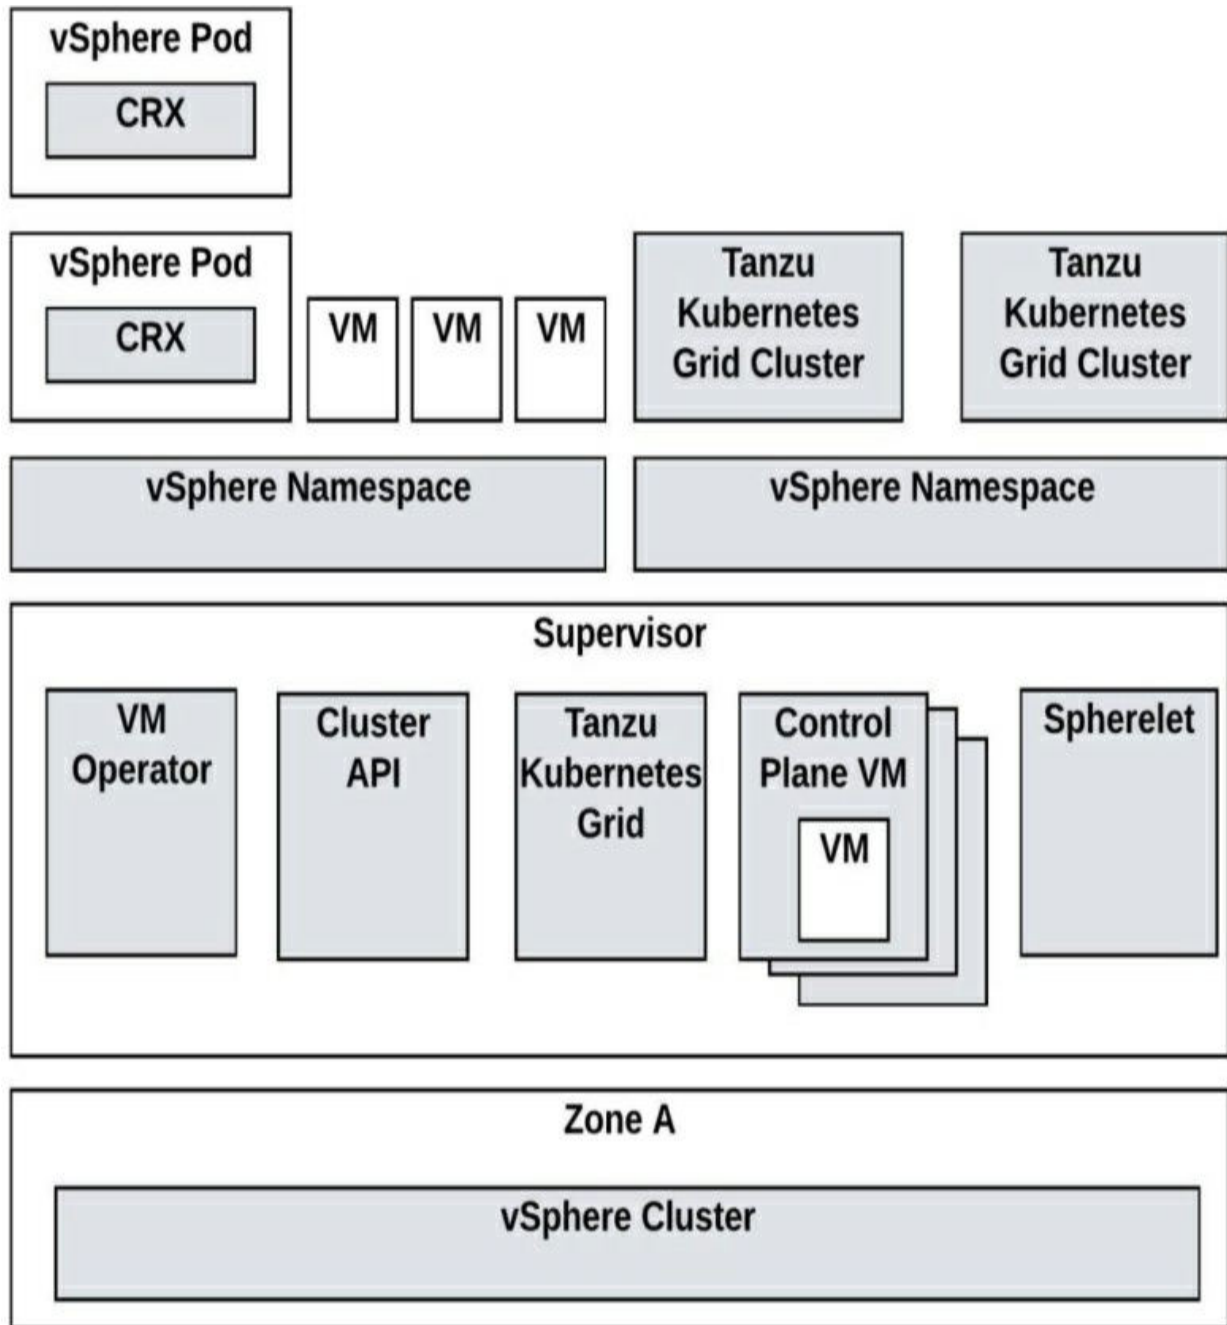 vSphere Pod
CRX
vSphere Pod
CRX
VM
VM
VM
Tanzu
Kubernetes
Grid Cluster
Tanzu
Kubernetes
Grid Cluster
vSphere Namespace
vSphere Namespace
Supervisor
VM
Operator
Cluster
API
Tanzu
Kubernetes
Grid
Control
Plane VM
VM
Spherelet
Zone A
vSphere Cluster